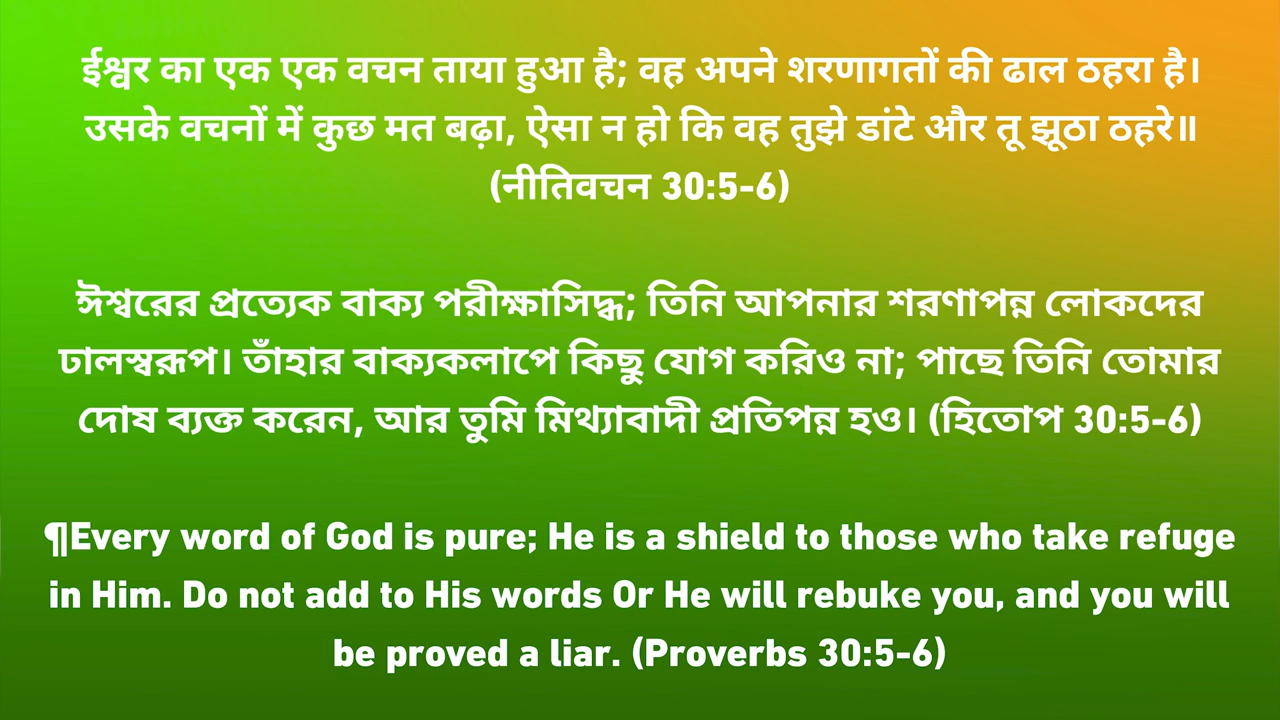 ईश्वर का एक एक वचन ताया हुआ है; वह अपने शरणागतों की ढाल ठहरा है।
उसके वचनों में कुछ मत बढ़ा, ऐसा न हो कि वह तुझे डांटे और तू झूठा ठहरे॥
(नीतिवचन 30:5-6)
ঈশ্বরের প্রত্যেক বাক্য পরীক্ষাসিদ্ধ; তিনি আপনার শরণাপন্ন লোকদের
ঢালস্বরূপ। তাঁহার বাক্যকলাপে কিছু যোগ করিও না; পাছে তিনি তোমার
দোষ ব্যক্ত করেন, আর তুমি মিথ্যাবাদী প্রতিপন্ন হও। (হিতোপ 30:5-6)
¶Every word of God is pure; He is a shield to those who take refuge
in Him. Do not add to His words Or He will rebuke you, and you will
be proved a liar. (Proverbs 30:5-6)